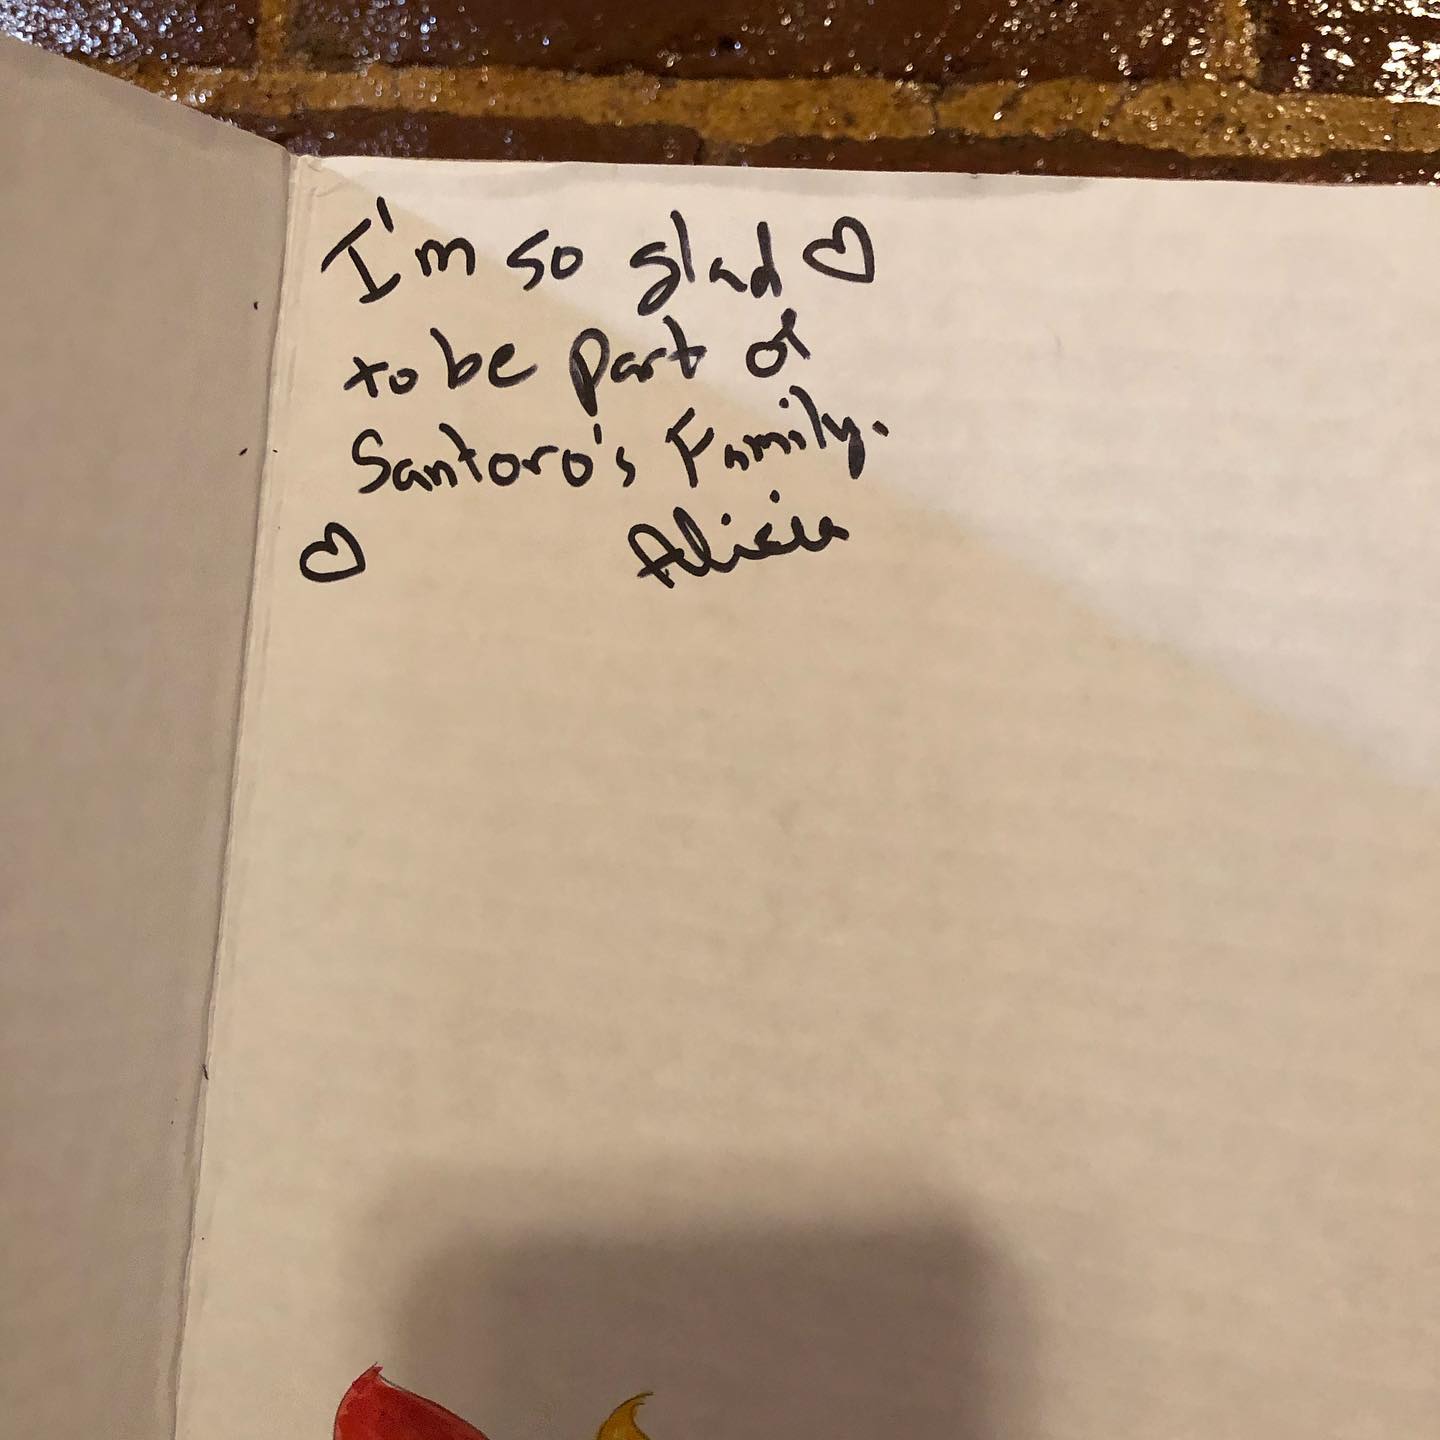 I'm so glad ♡
to be part of
Santoro's Family.
♡ Alicia